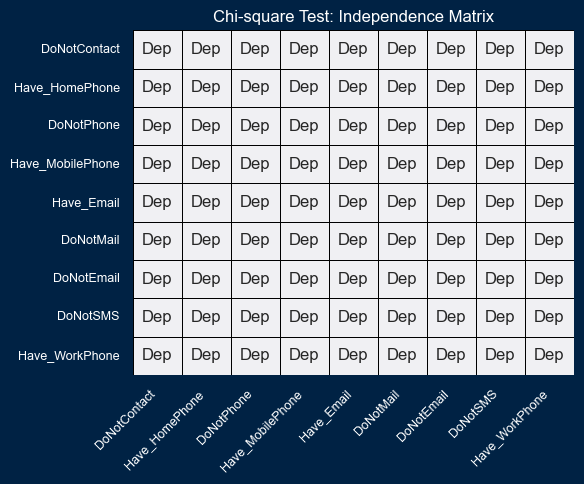 Chi-square Test: Independence Matrix
DoNotContact Dep Dep Dep Dep Dep Dep Dep Dep Dep
Have_HomePhone Dep Dep Dep Dep Dep Dep Dep Dep Dep
DoNotPhone Dep Dep Dep Dep Dep Dep Dep Dep Dep
Have_MobilePhone Dep Dep Dep Dep Dep Dep Dep Dep Dep
Have_Email Dep Dep Dep Dep Dep Dep Dep Dep Dep
DoNotMail Dep Dep Dep Dep Dep Dep Dep Dep Dep
DoNotEmail Dep Dep Dep Dep Dep Dep Dep Dep Dep
DoNotSMS Dep Dep Dep Dep Dep Dep Dep Dep Dep
Have_WorkPhone Dep Dep Dep Dep Dep Dep Dep Dep Dep
DoNotContact
Have_HomePhone
DoNotPhone
Have_MobilePhone
Have_Email
DoNotMail
DoNotEmail
DoNotSMS
Have_WorkPhone